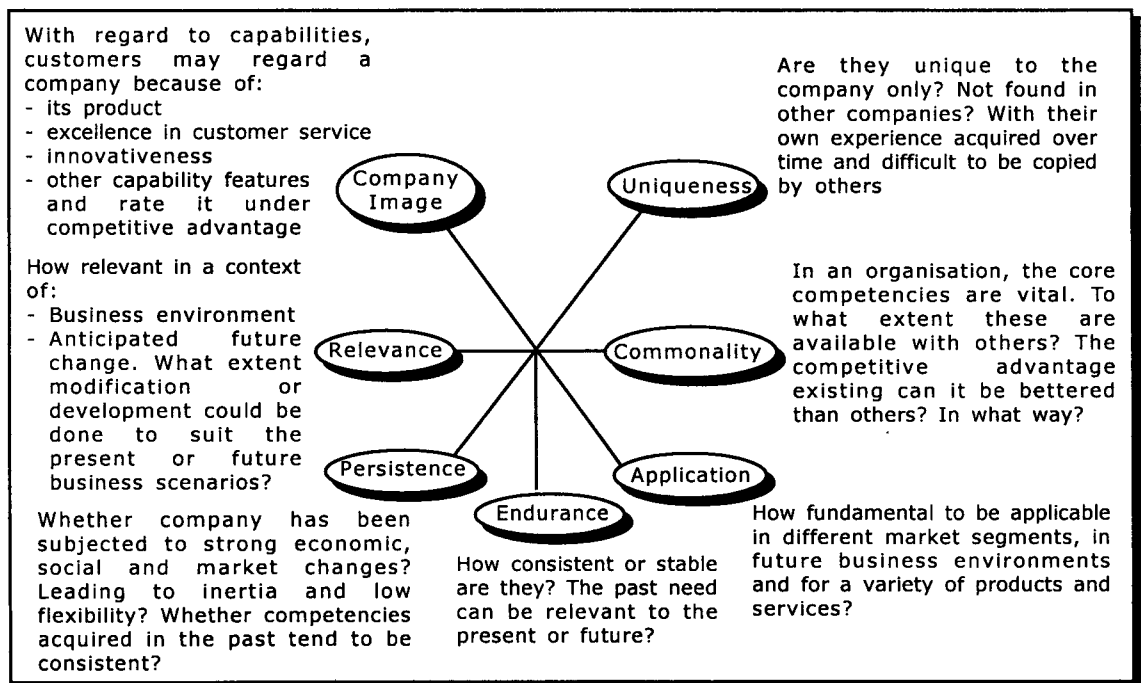 With regard to capabilities,
customers may regard a
company because of:
- its product
- excellence in customer service
- innovativeness
- other capability features
and rate it under
competitive advantage
Company
Image
Uniqueness
Are they unique to the
company only? Not found in
other companies? With their
own experience acquired over
time and difficult to be copied
by others
How relevant in a context
of:
- Business environment
- Anticipated future
change. What extent
modification or
development could be
done to suit the
present or future
business scenarios?
Relevance
Commonality
In an organisation, the core
competencies are vital. To
what extent these are
available with others? The
competitive advantage
existing can it be bettered
than others? In what way?
Persistence
Endurance
Application
Whether company has been
subjected to strong economic,
social and market changes?
Leading to inertia and low
flexibility? Whether competencies
acquired in the past tend to be
consistent?
How consistent or stable
are they? The past need
can be relevant to the
present or future?
How fundamental to be applicable
in different market segments, in
future business environments
and for a variety of products and
services?